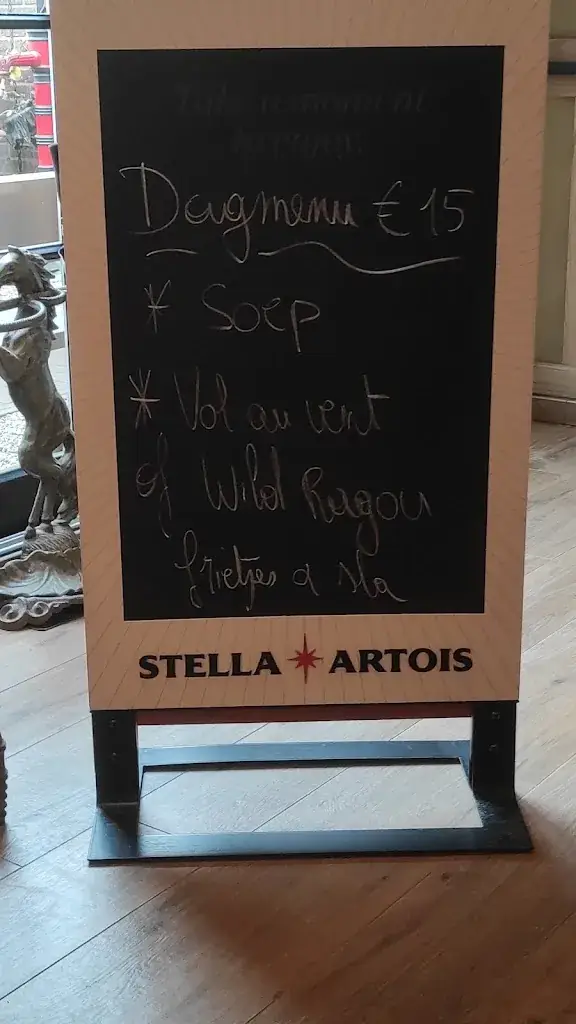 Dagmenu € 15
* Soep
* Vol au vent
of Wild Ragou
frietjes & sla
STELLA ARTOIS